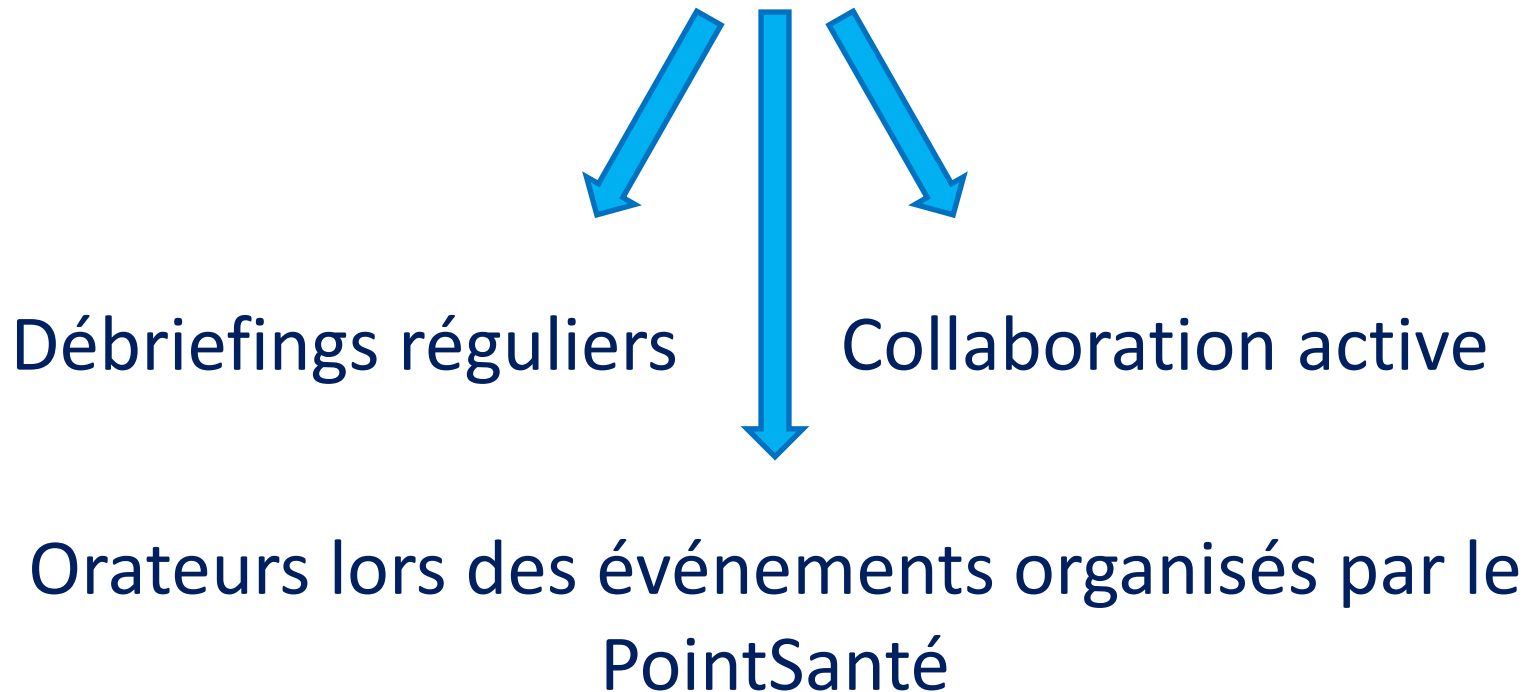 Débriefings réguliers
Collaboration active
Orateurs lors des événements organisés par le
PointSanté